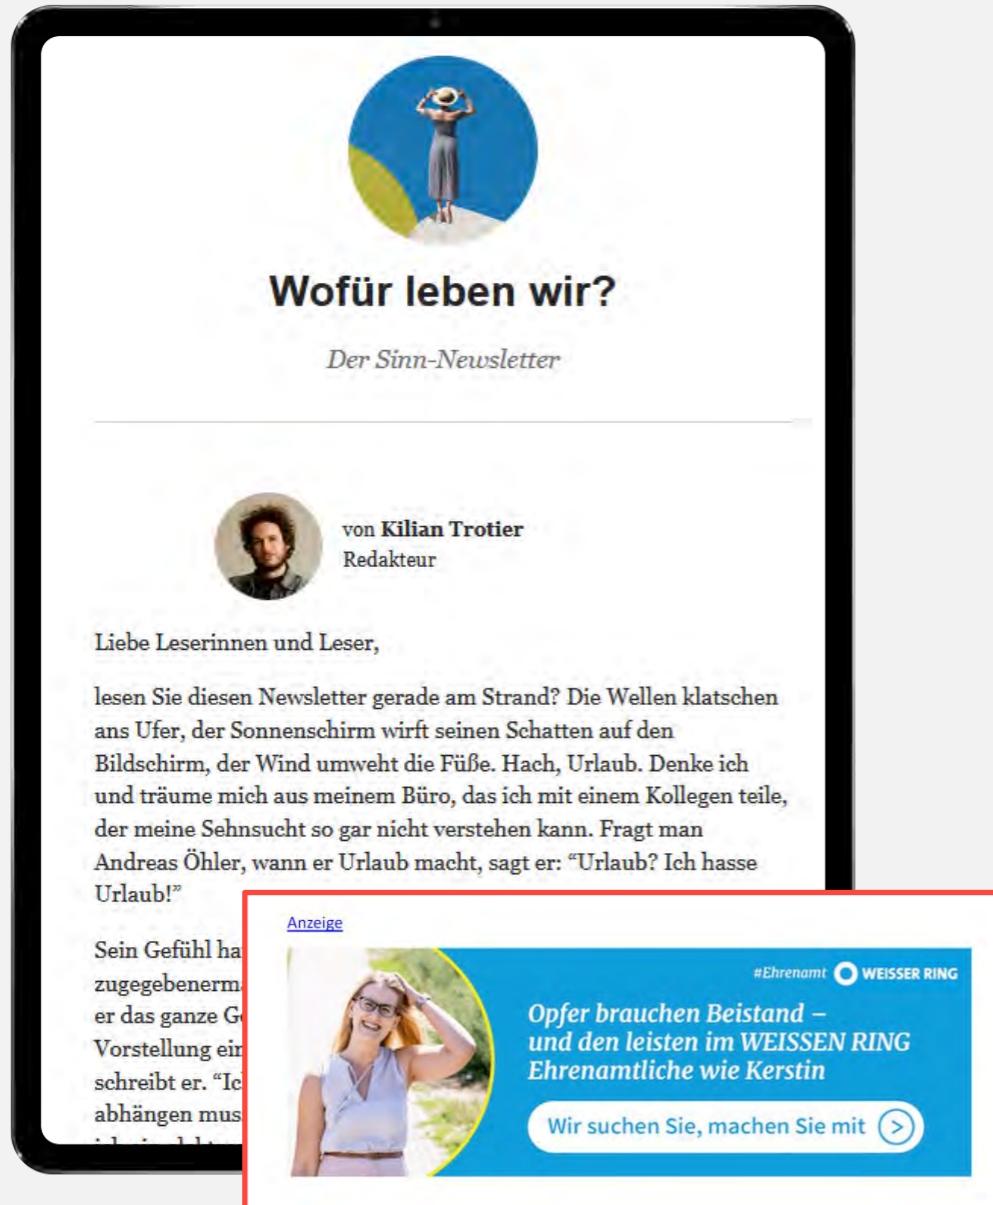 Wofür leben wir?
Der Sinn-Newsletter
von Kilian Trotier
Redakteur
Liebe Leserinnen und Leser,
lesen Sie diesen Newsletter gerade am Strand? Die Wellen klatschen
ans Ufer, der Sonnenschirm wirft seinen Schatten auf den
Bildschirm, der Wind umweht die Füße. Hach, Urlaub. Denke ich
und träume mich aus meinem Büro, das ich mit einem Kollegen teile,
der meine Sehnsucht so gar nicht verstehen kann. Fragt man
Andreas Öhler, wann er Urlaub macht, sagt er: “Urlaub? Ich hasse
Urlaub!”
Sein Gefühl
er das ganze
Vorstellung
schreibt er.
abhängen
Anzeige
#Ehrenamt WEISSER RING
Opfer brauchen Beistand –
und den leisten im WEISSEN RING
Ehrenamtliche wie Kerstin
Wir suchen Sie, machen Sie mit